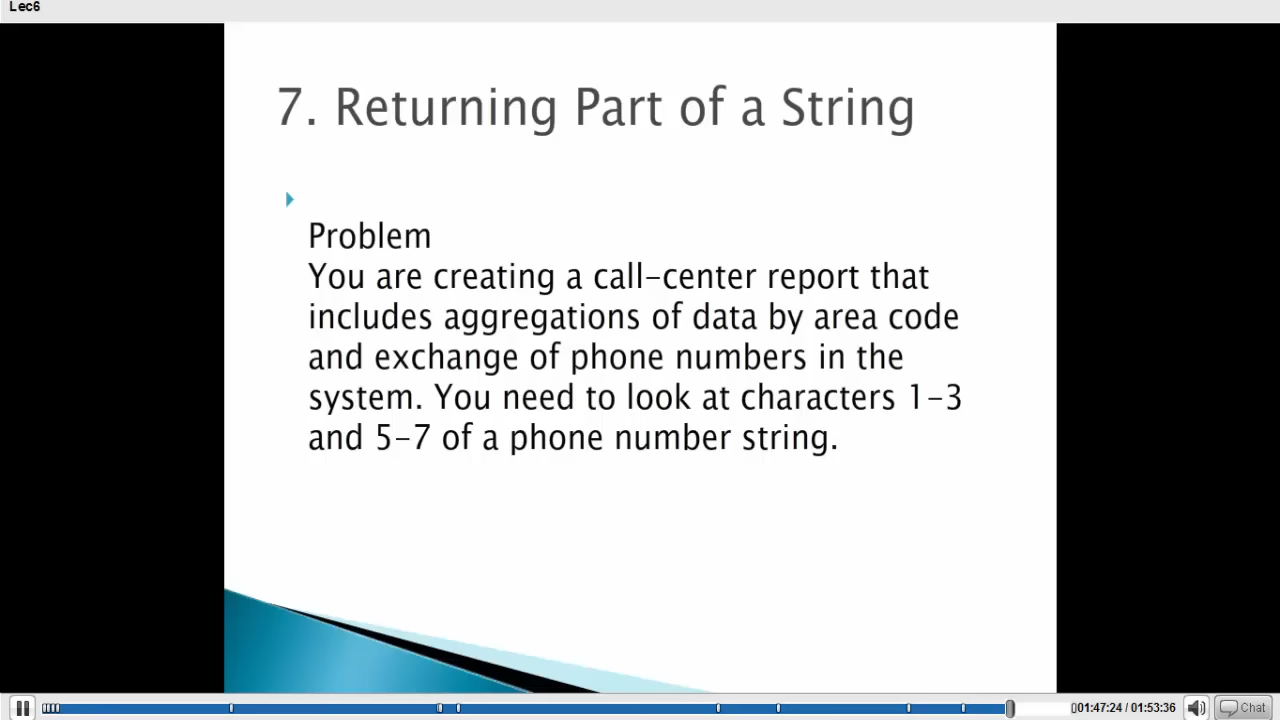 Lec6
7. Returning Part of a String
Problem
You are creating a call-center report that
includes aggregations of data by area code
and exchange of phone numbers in the
system. You need to look at characters 1-3
and 5-7 of a phone number string.
01:47:24 / 01:53:36
Chat